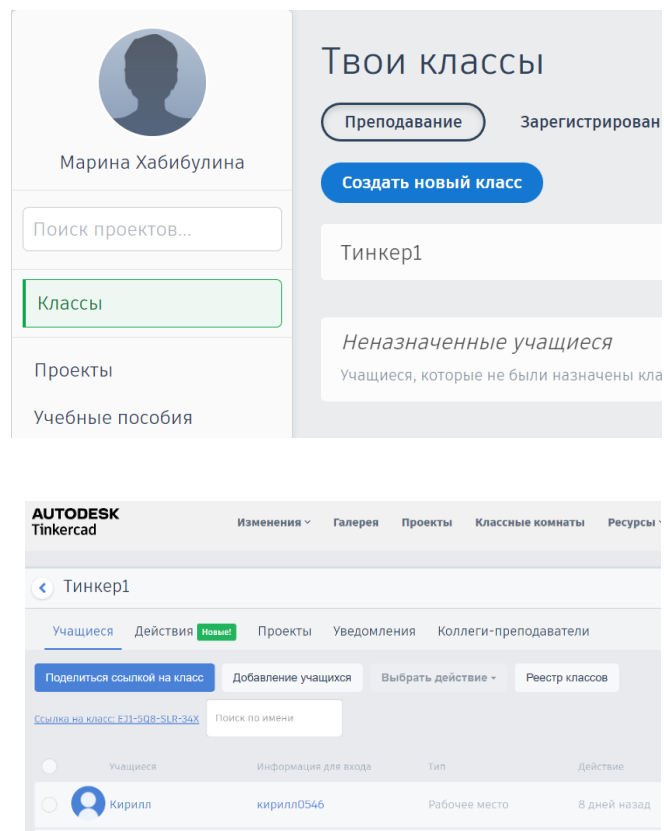 Твои классы
Преподавание Зарегистрирован
Марина Хабибулина
Создать новый класс
Поиск проектов...
Тинкер1
Классы
Неназначенные учащиеся
Проекты
Учащиеся, которые не были назначены кла
Учебные пособия
AUTODESK
Tinkercad
Изменения Галерея Проекты Классные комнаты Ресурсы
Тинкер1
Учащиеся Действия Новые! Проекты Уведомления Коллеги-преподаватели
Поделиться ссылкой на класс Добавление учащихся Выбрать действие Реестр классов
Ссылка на класс: EJ1-5Q8-SLR-34X Поиск по имени
Учащиеся Информация для входа Тип Действие
Кирилл кирилл0546 Рабочее место 8 дней назад